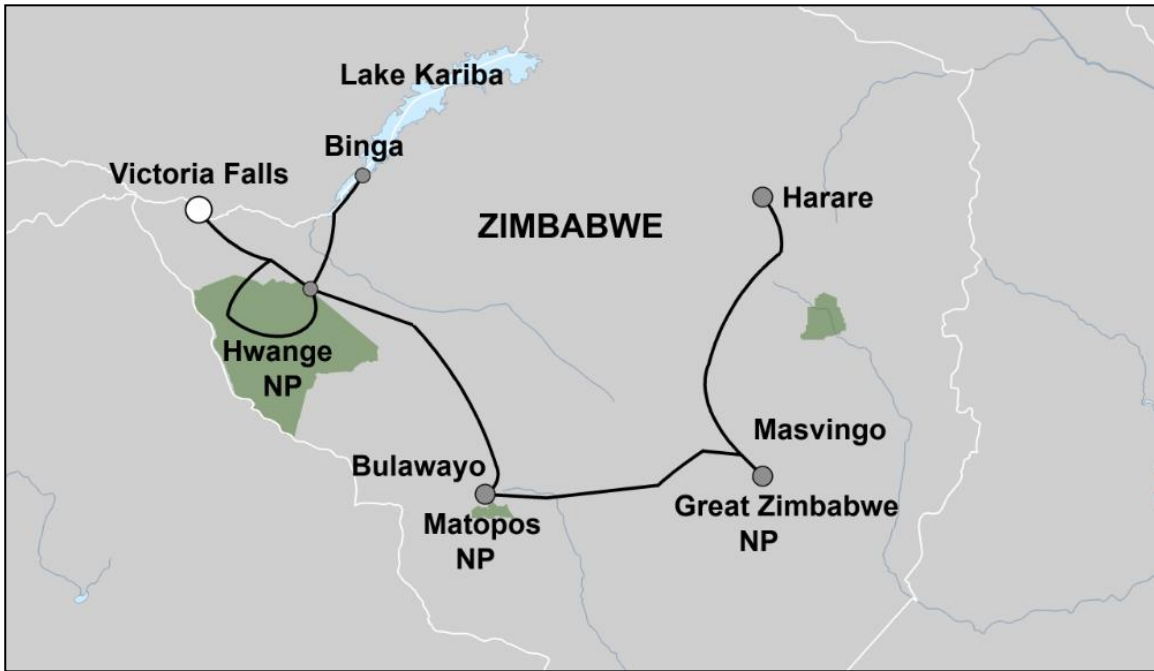 Lake Kariba
Binga
Victoria Falls
Harare
ZIMBABWE
Hwange
NP
Masvingo
Bulawayo
Great Zimbabwe
NP
Matopos
NP